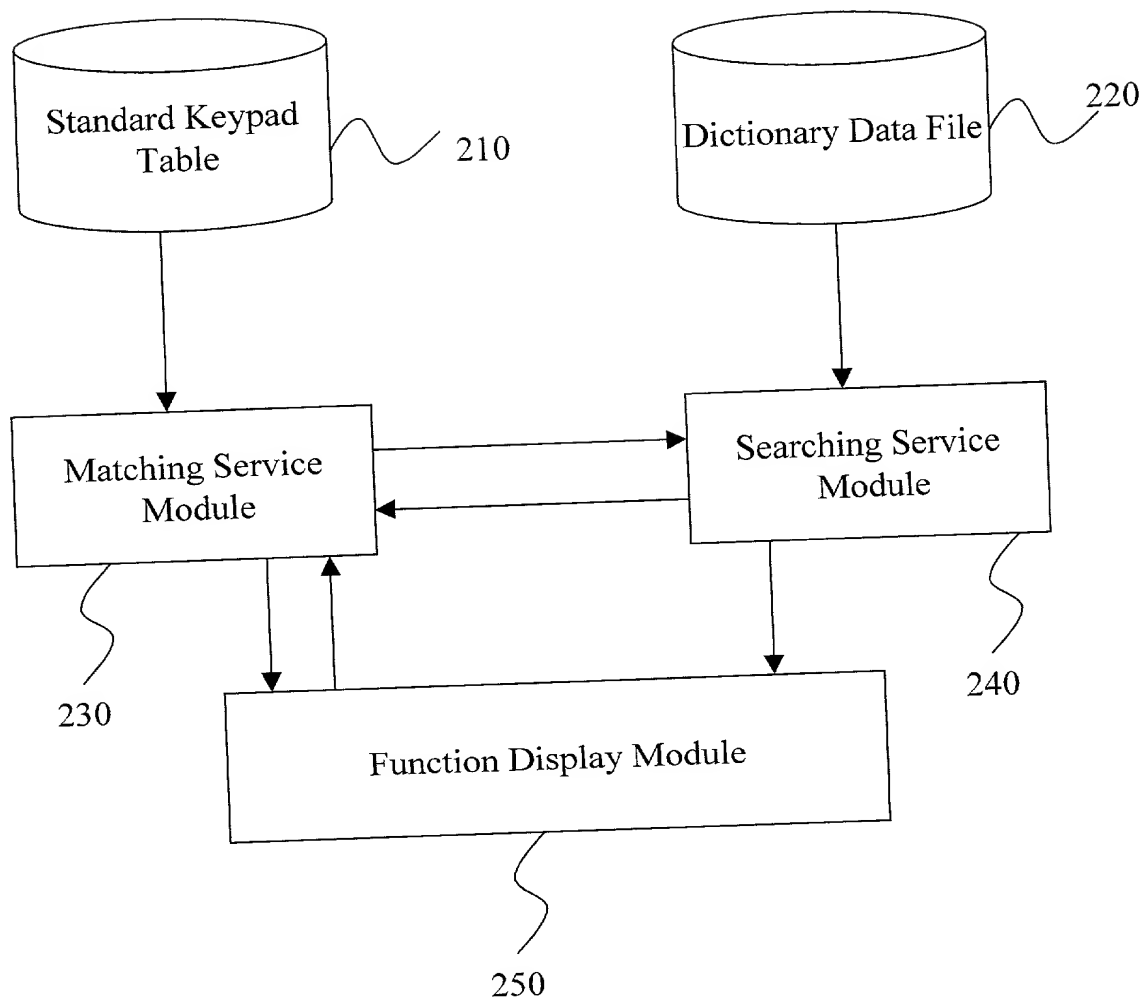 Standard Keypad
Table
210
Dictionary Data File
220
Matching Service
Module
Searching Service
Module
230
240
Function Display Module
250